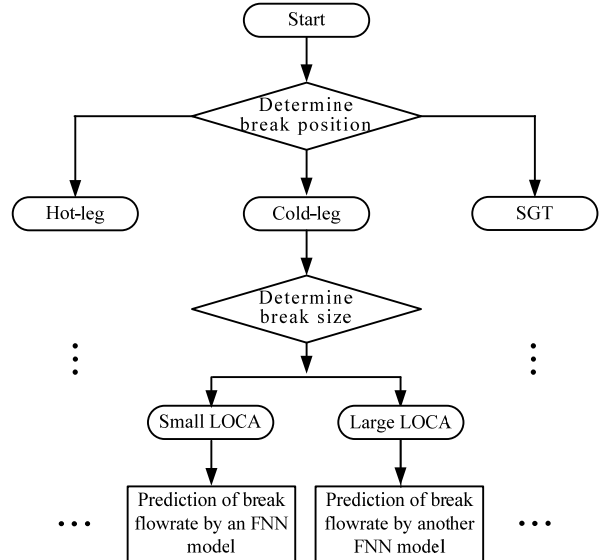 Start
Determine
break position
Hot-leg
Cold-leg
SGT
Determine
break size
Small LOCA
Large LOCA
Prediction of break
flowrate by an FNN
model
Prediction of break
flowrate by another
FNN model